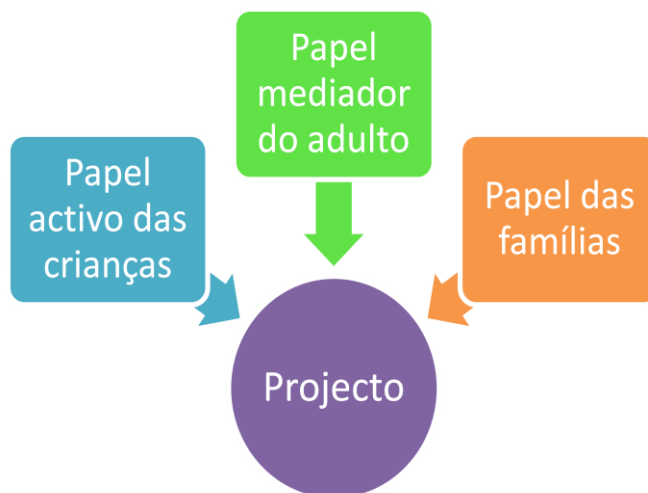 Papel
activo das
crianças
Papel
mediador
do adulto
Papel das
famílias
Projecto